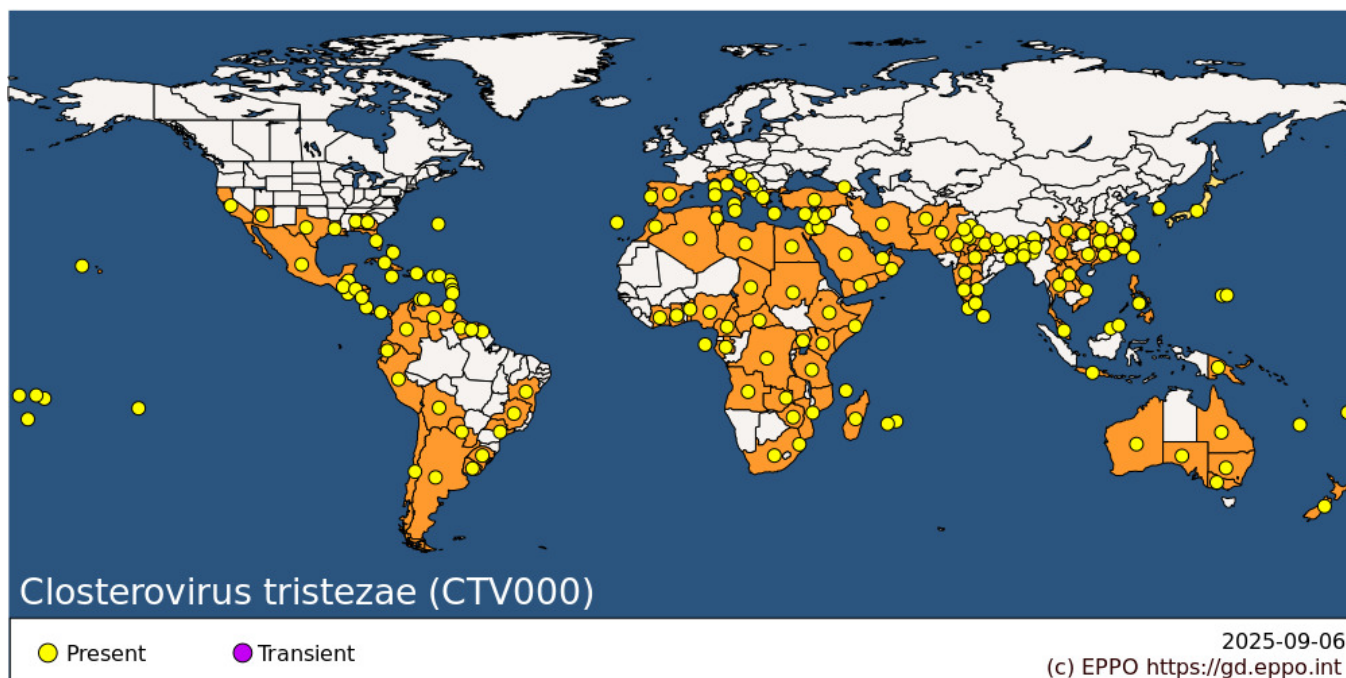 Closterovirus tristezae (CTV000)
Present
Transient
2025-09-06
(c) EPPO https://gd.eppo.int